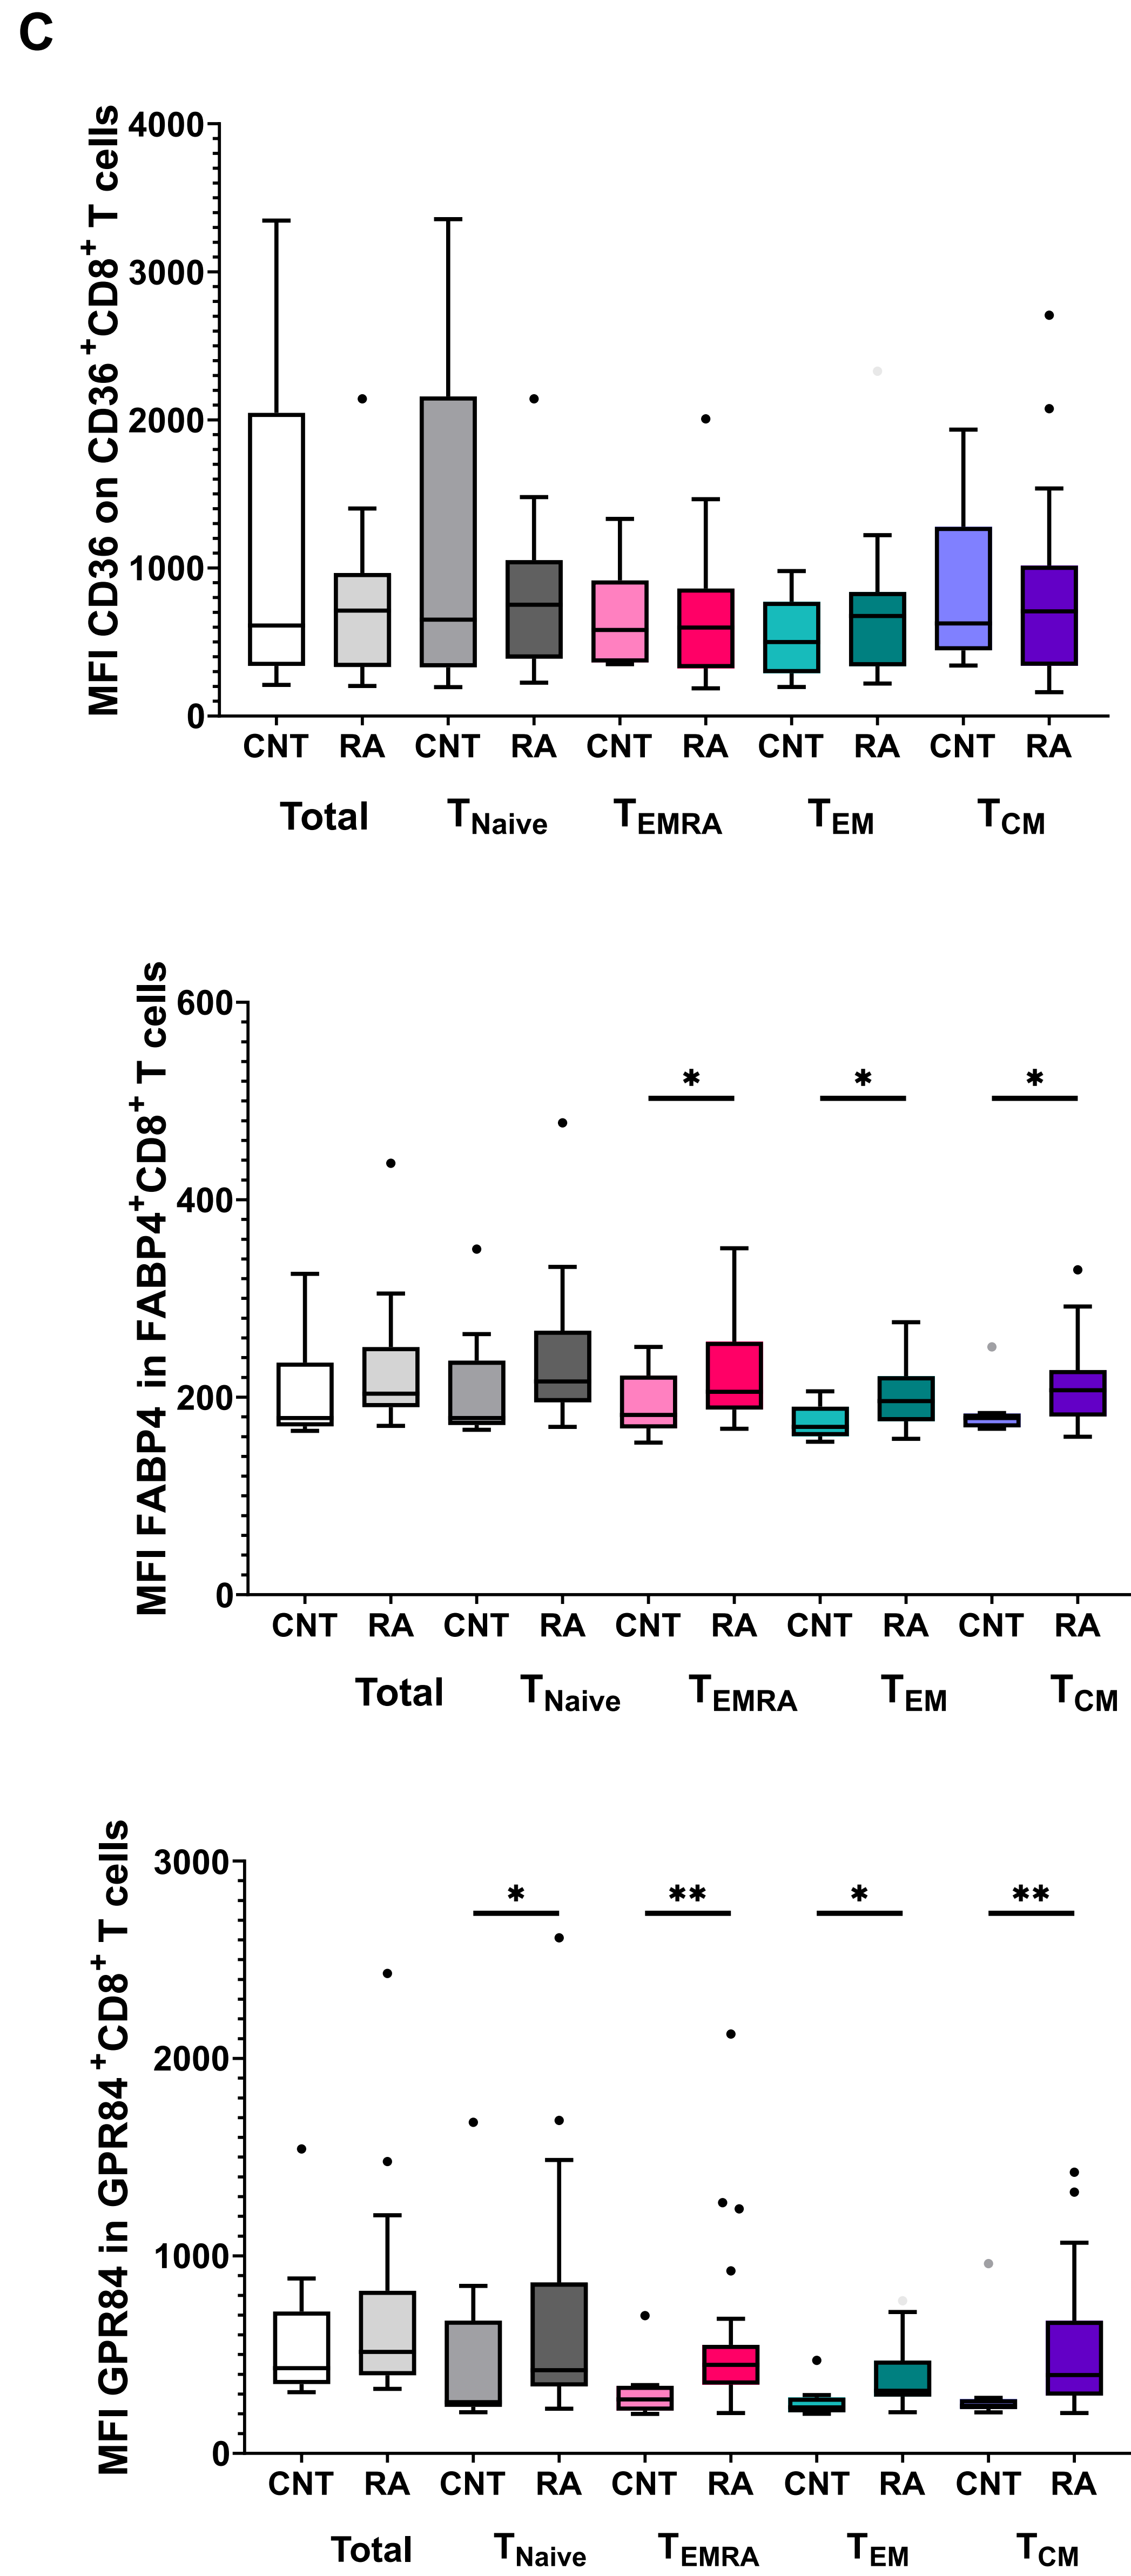 C
MFI CD36 on CD36+CD8+ T cells
4000
3000
2000
1000
0
CNT RA CNT RA CNT RA CNT RA CNT RA
Total TNaive TEMRA TEM TCM
MFI FABP4 in FABP4+CD8+ T cells
600
400
200
0
* * *
CNT RA CNT RA CNT RA CNT RA CNT RA
Total TNaive TEMRA TEM TCM
MFI GPR84 in GPR84+CD8+ T cells
3000
2000
1000
0
* ** * **
CNT RA CNT RA CNT RA CNT RA CNT RA
Total TNaive TEMRA TEM TCM